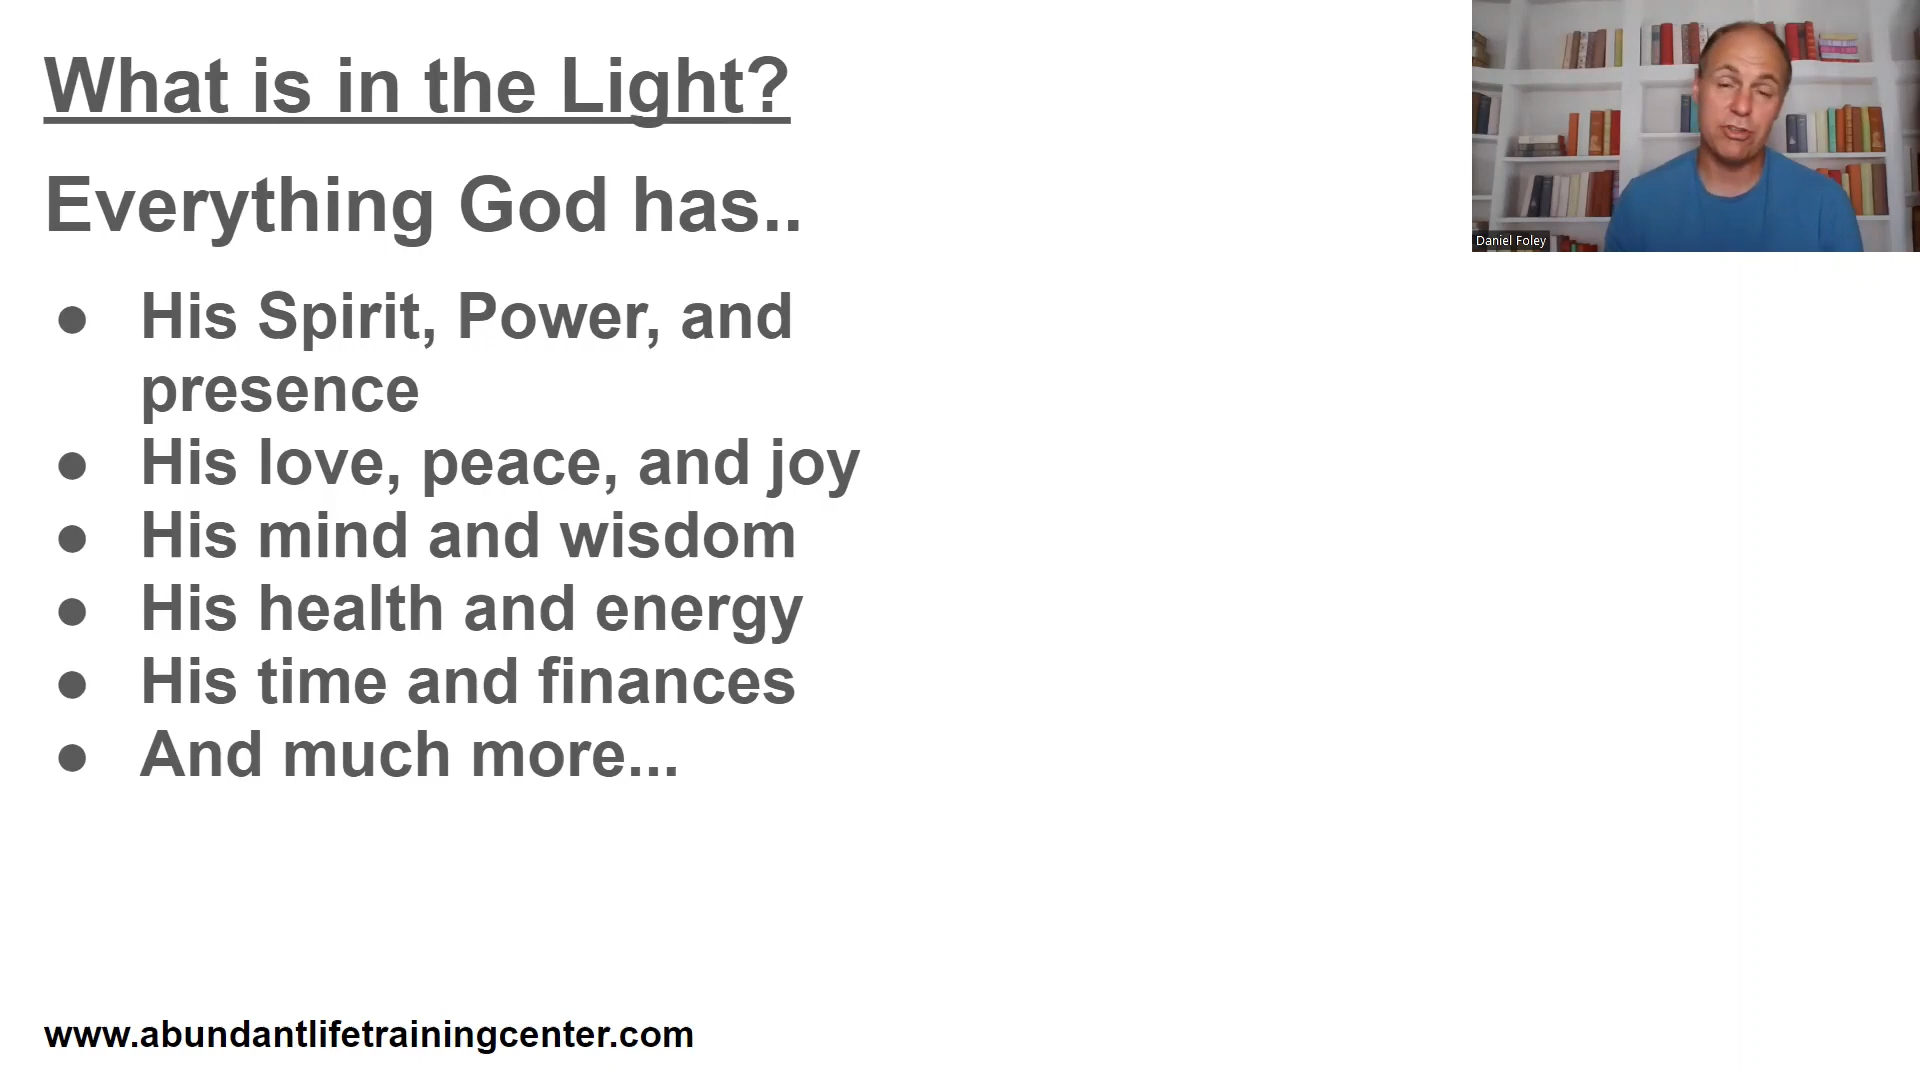 What is in the Light?
Everything God has..
● His Spirit, Power, and
presence
● His love, peace, and joy
● His mind and wisdom
● His health and energy
● His time and finances
● And much more...
www.abundantlifetrainingcenter.com
Daniel Foley